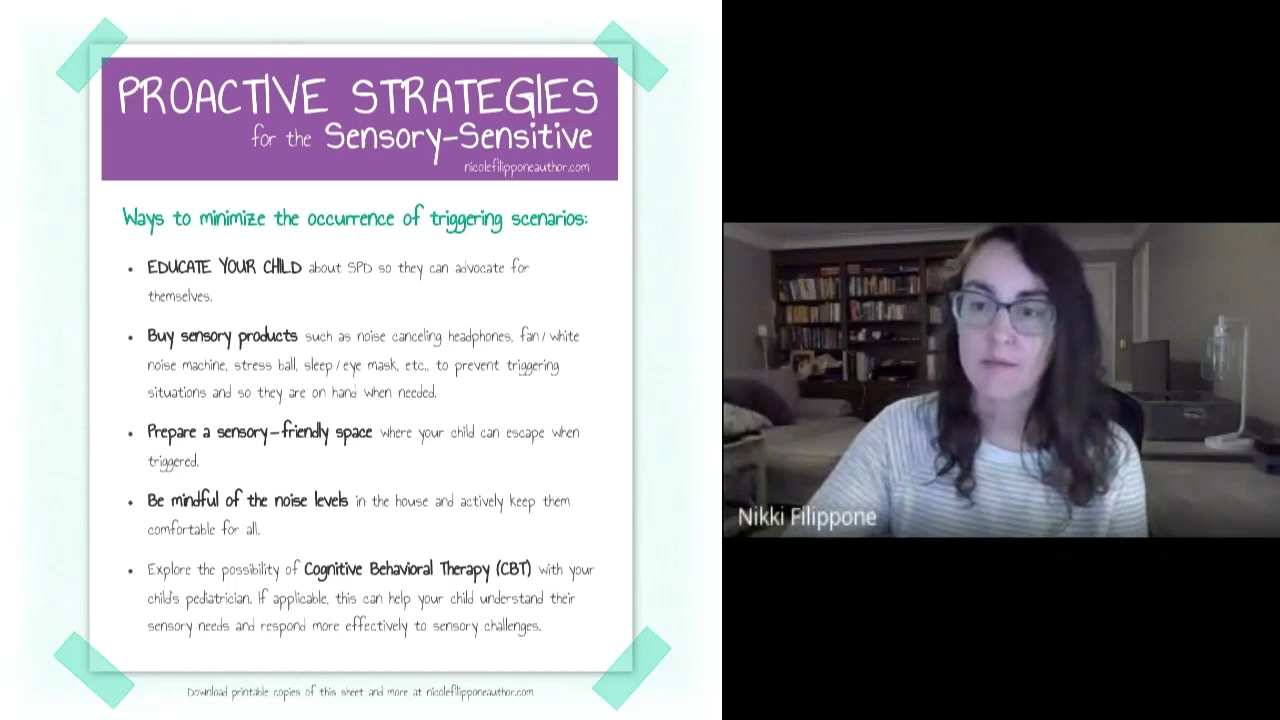 PROACTIVE STRATEGIES
for the Sensory-Sensitive
nicolefilipponeauthor.com
Ways to minimize the occurrence of triggering scenarios:
• EDUCATE YOUR CHILD about SPD so they can advocate for
themselves.
• Buy sensory products such as noise canceling headphones, fan/white
noise machine, stress ball, sleep/eye mask, etc., to prevent triggering
situations and so they are on hand when needed.
• Prepare a sensory-friendly space where your child can escape when
triggered.
• Be mindful of the noise levels in the house and actively keep them
comfortable for all.
• Explore the possibility of Cognitive Behavioral Therapy (CBT) with your
child's pediatrician. If applicable, this can help your child understand their
sensory needs and respond more effectively to sensory challenges.
Download printable copies of this sheet and more at nicolefilipponeauthor.com
Nikki Filippone